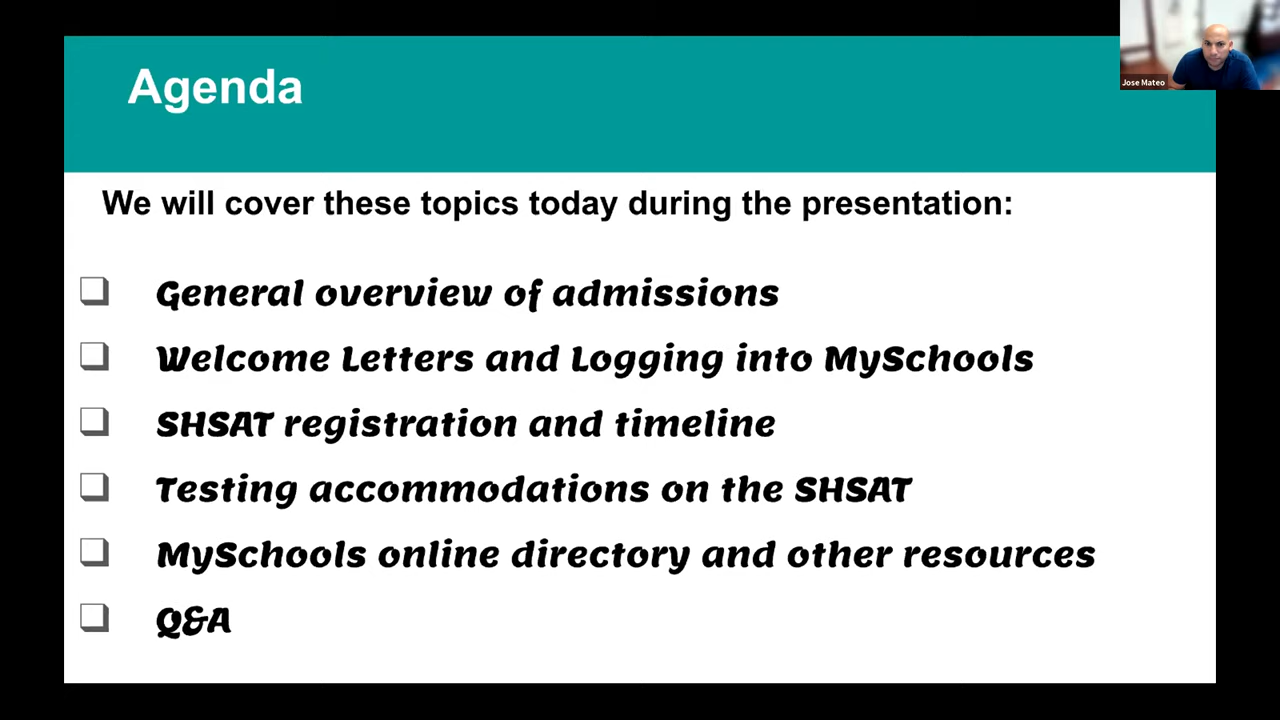 Agenda
Jose Mateo
We will cover these topics today during the presentation:
General overview of admissions
Welcome Letters and Logging into MySchools
SHSAT registration and timeline
Testing accommodations on the SHSAT
MySchools online directory and other resources
Q&A